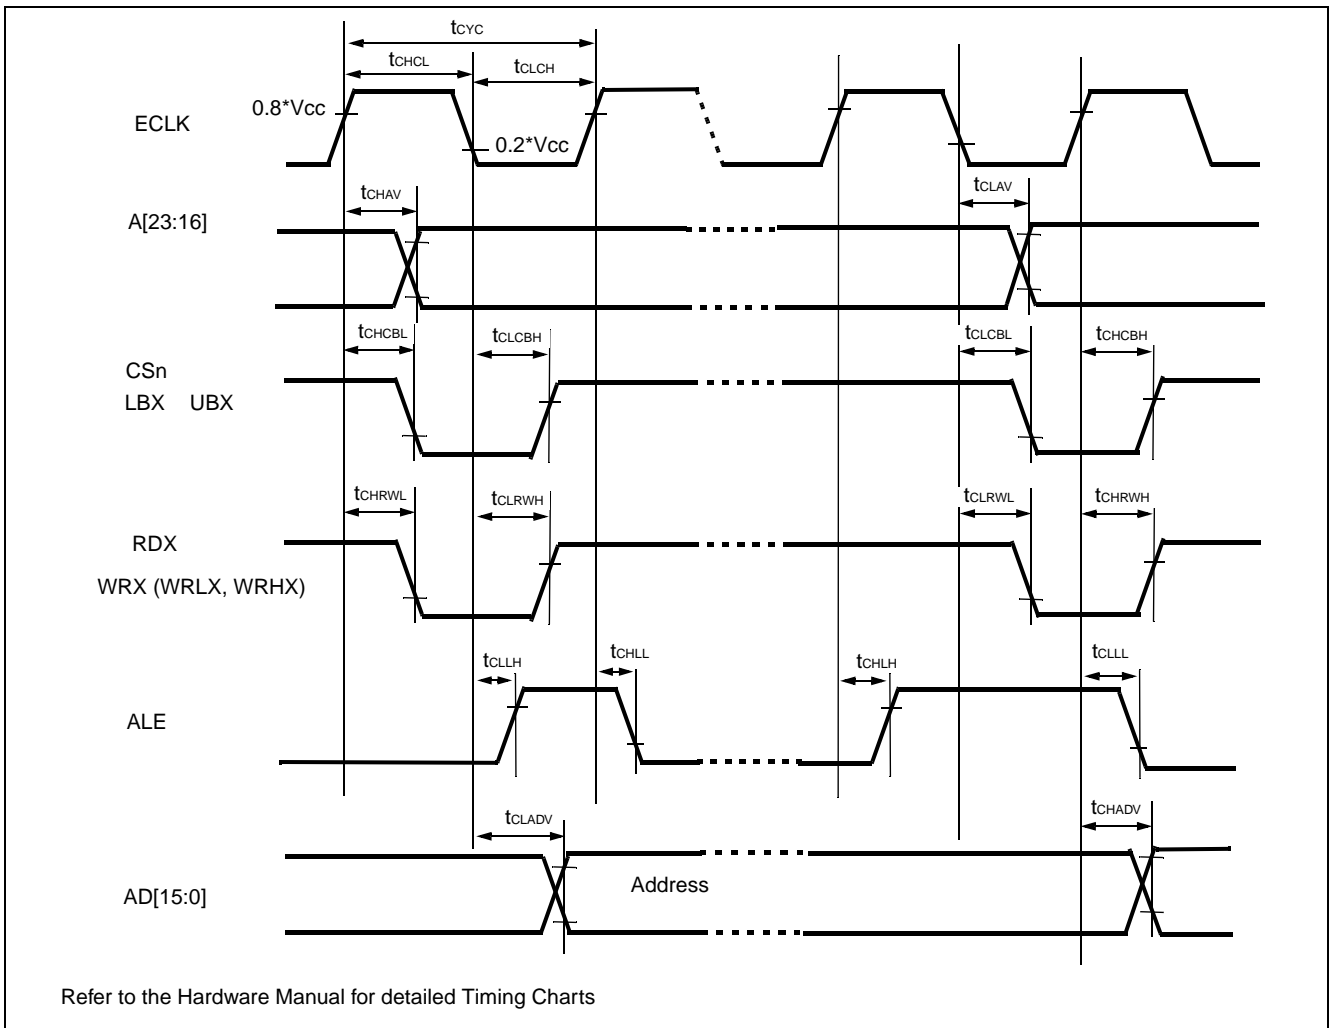 tCYC
tCHCL
tCLCH
0.8*Vcc
ECLK
0.2*Vcc
tCHAV
tCLAV
A[23:16]
tCHCBL
tCLCBH
tCLCBL
tCHCBH
CSn
LBX UBX
tCHRWL
tCLRWH
tCLRWL
tCHRWH
RDX
WRX (WRLX, WRHX)
tCLLH
tCHLL
tCHLH
tCLLL
ALE
tCLADV
tCHADV
Address
AD[15:0]
Refer to the Hardware Manual for detailed Timing Charts